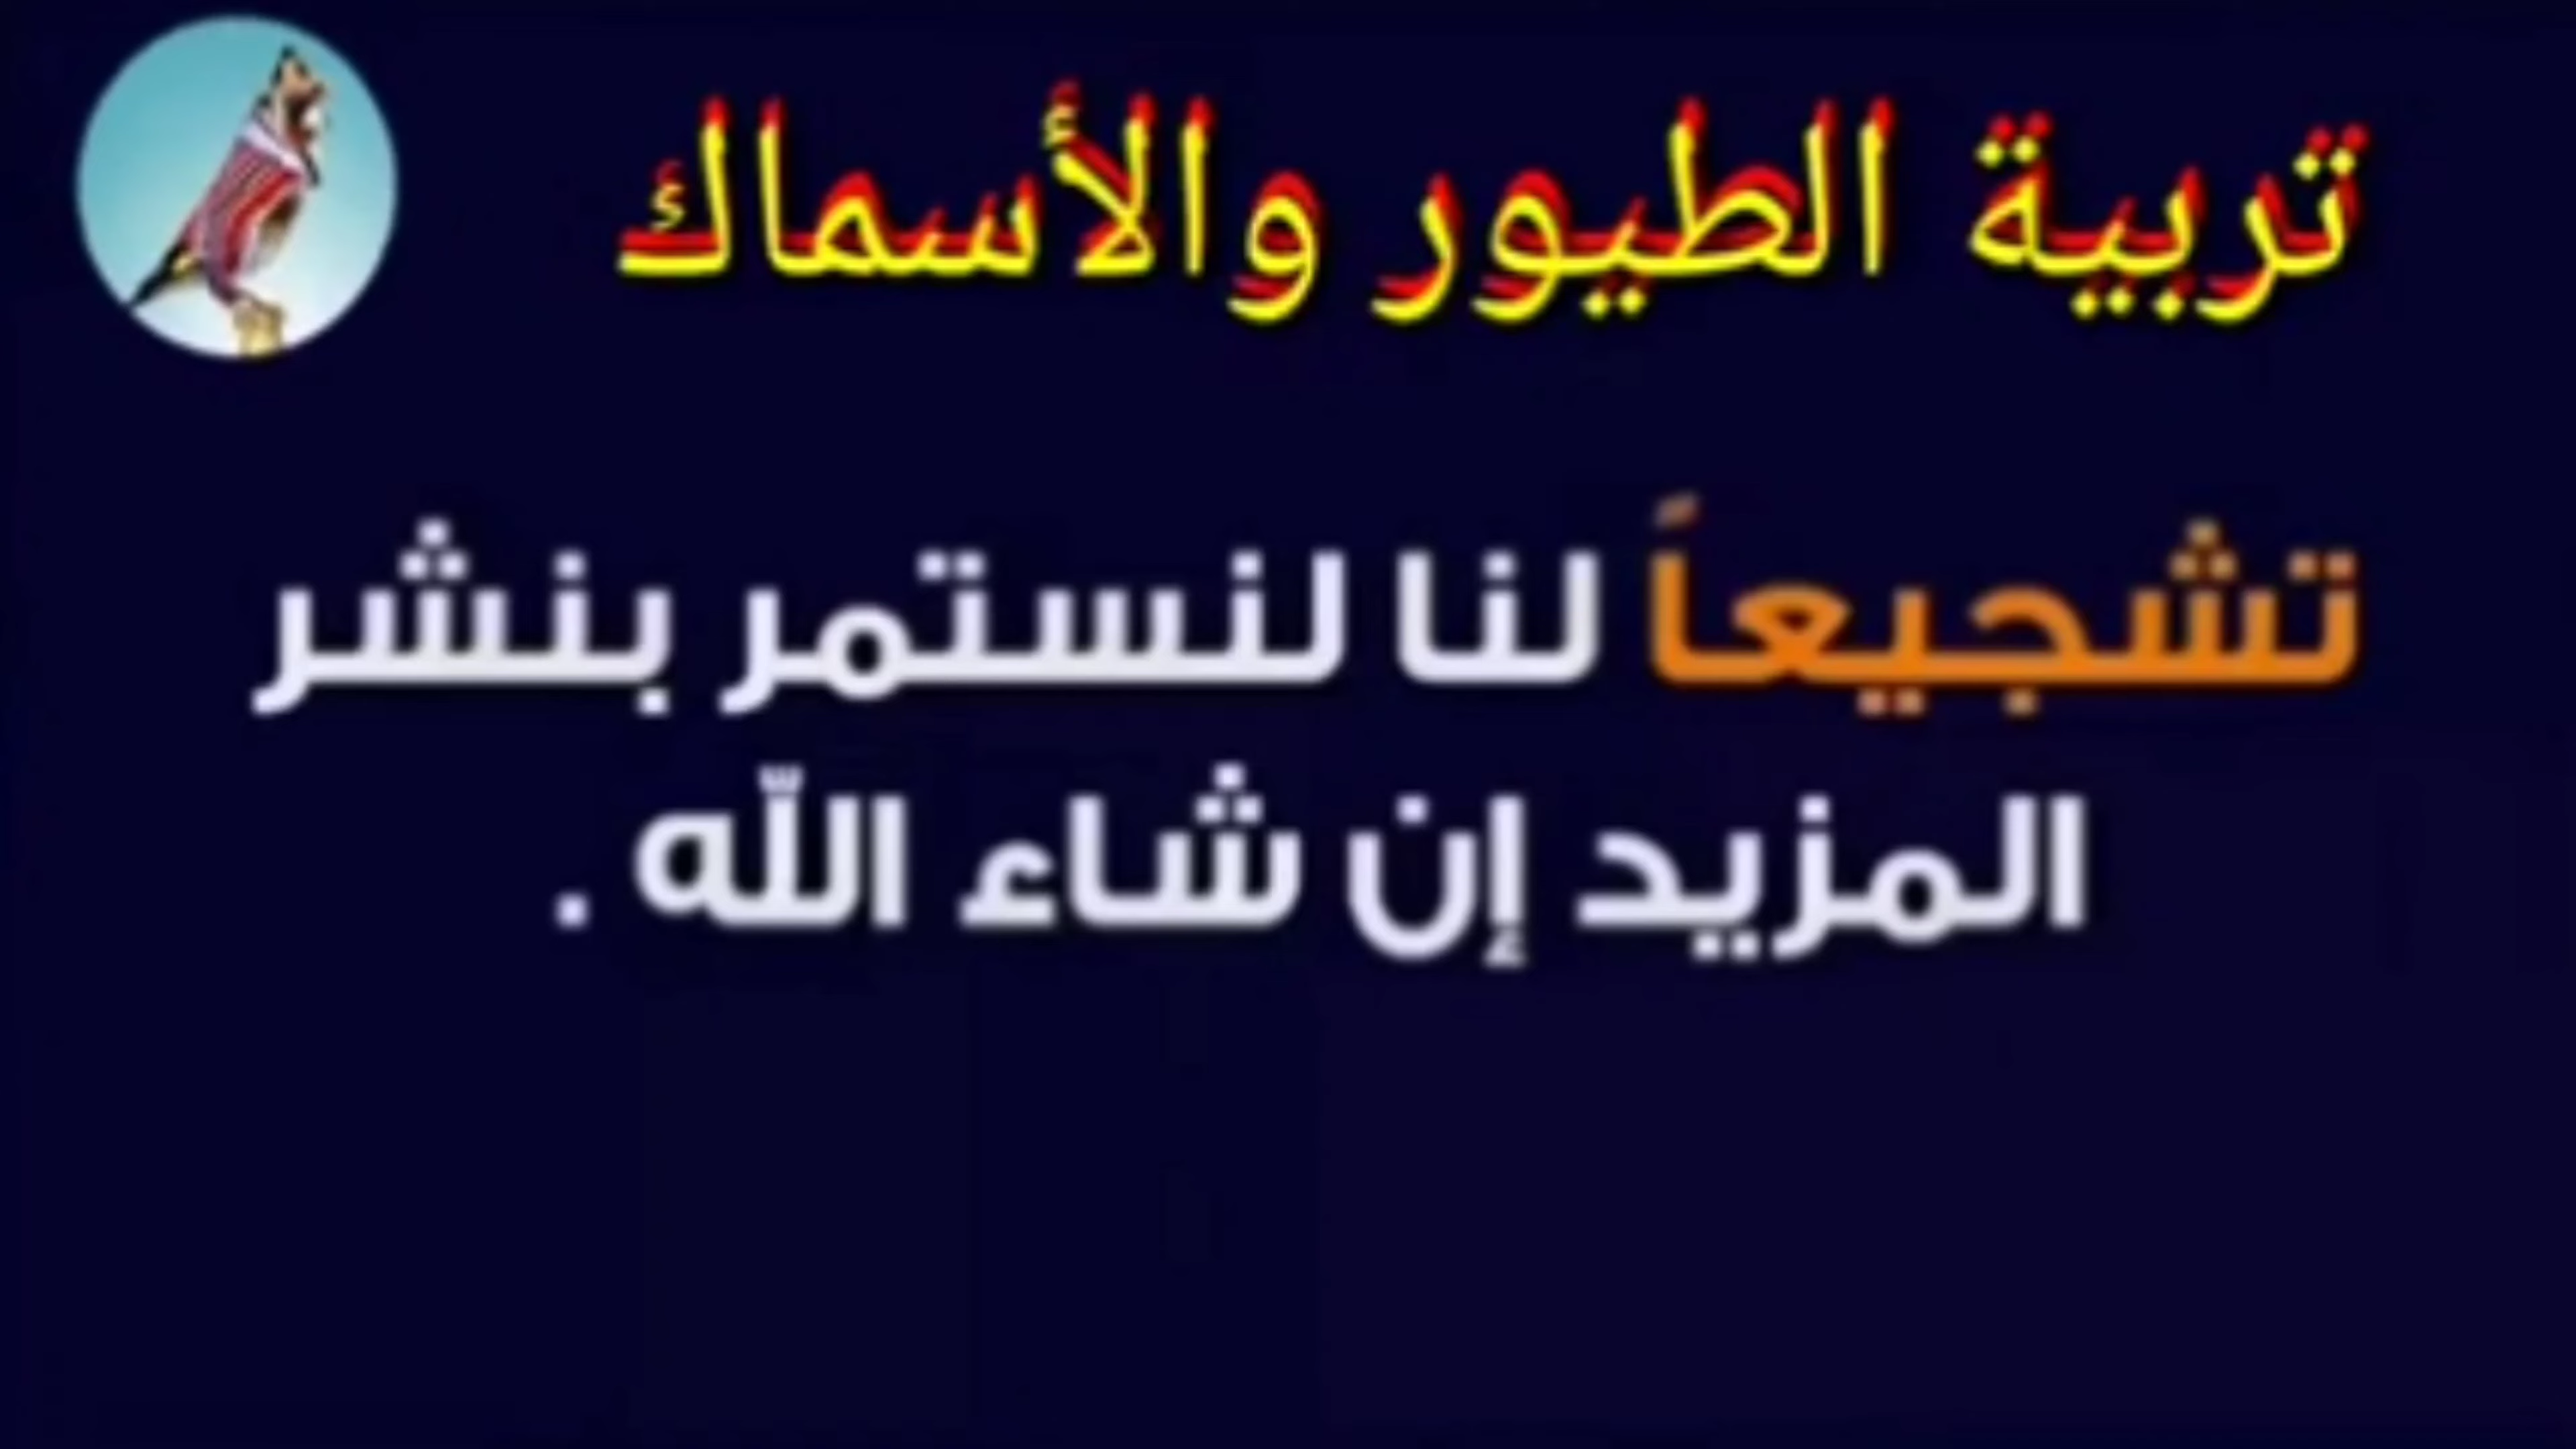 تربية الطيور والأسماك
تشجيعاً لنا لنستمر بنشر
المزيد إن شاء الله .